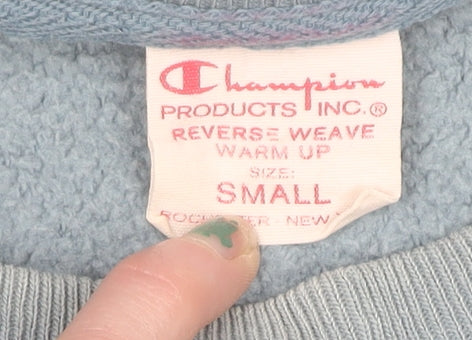 Champion
PRODUCTS INC.®
REVERSE WEAVE
WARM UP
SIZE:
SMALL
NEW